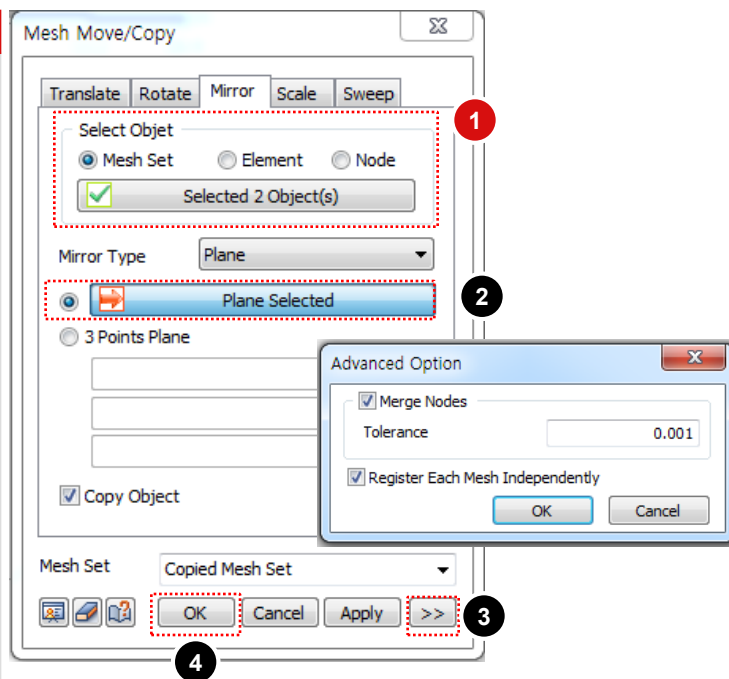 Mesh Move/Copy
Translate Rotate Mirror Scale Sweep
1
Select Objet
Mesh Set Element Node
Selected 2 Object(s)
Mirror Type Plane
Plane Selected
2
3 Points Plane
Advanced Option
Merge Nodes
Tolerance 0.001
Register Each Mesh Independently
OK Cancel
Copy Object
Mesh Set Copied Mesh Set
OK Cancel Apply >>
3
4